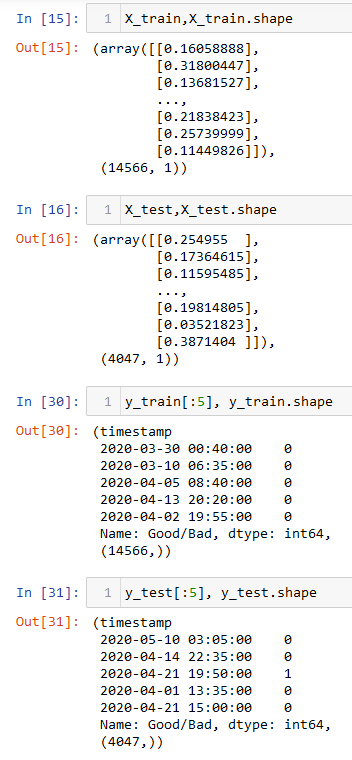 In [15]: 1 X_train,X_train.shape
Out[15]: (array([[0.16058888],
[0.31800447],
[0.13681527],
...,
[0.21838423],
[0.25739999],
[0.11449826]]),
(14566, 1))
In [16]: 1 X_test,X_test.shape
Out[16]: (array([[0.254955  ],
[0.17364615],
[0.11595485],
...,
[0.19814805],
[0.03521823],
[0.3871404 ]]),
(4047, 1))
In [30]: 1 y_train[:5], y_train.shape
Out[30]: (timestamp
2020-03-30 00:40:00    0
2020-03-10 06:35:00    0
2020-04-05 08:40:00    0
2020-04-13 20:20:00    0
2020-04-02 19:55:00    0
Name: Good/Bad, dtype: int64,
(14566,))
In [31]: 1 y_test[:5], y_test.shape
Out[31]: (timestamp
2020-05-10 03:05:00    0
2020-04-14 22:35:00    0
2020-04-21 19:50:00    1
2020-04-01 13:35:00    0
2020-04-21 15:00:00    0
Name: Good/Bad, dtype: int64,
(4047,))